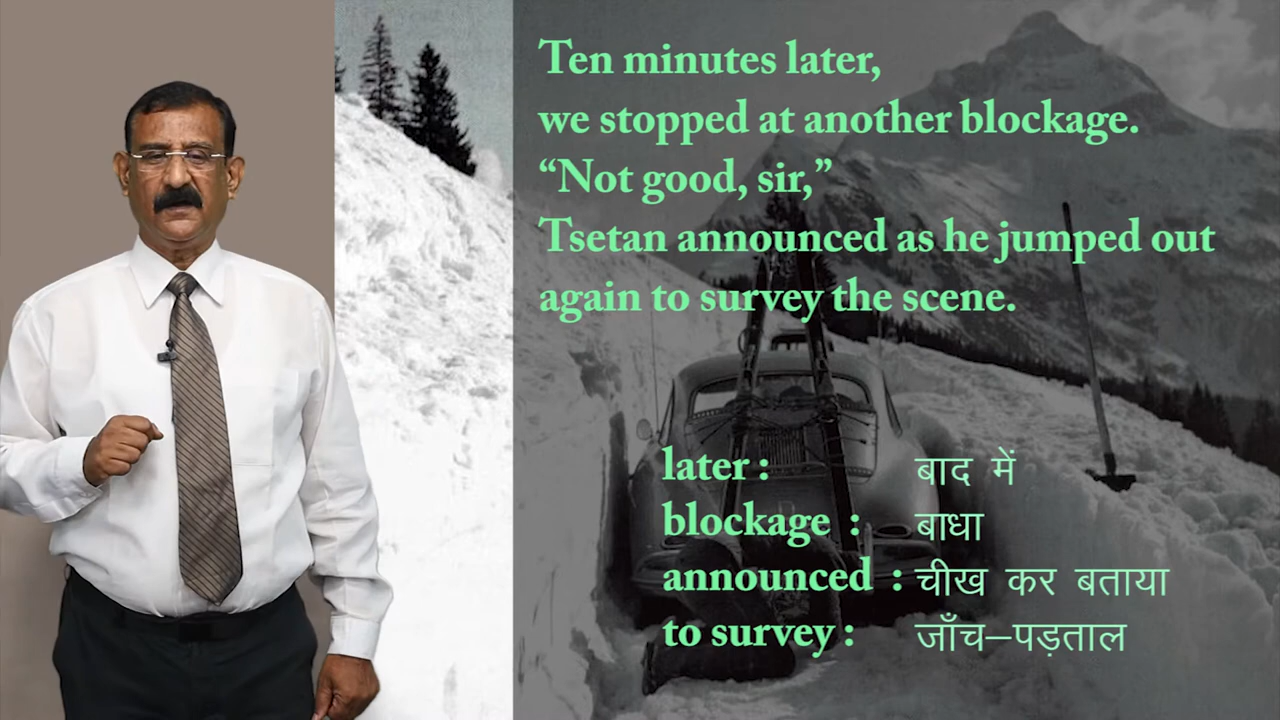 Ten minutes later,
we stopped at another blockage.
“Not good, sir,”
Tsetan announced as he jumped out
again to survey the scene.
later : बाद में
blockage : बाधा
announced : चीख कर बताया
to survey : जाँच–पड़ताल